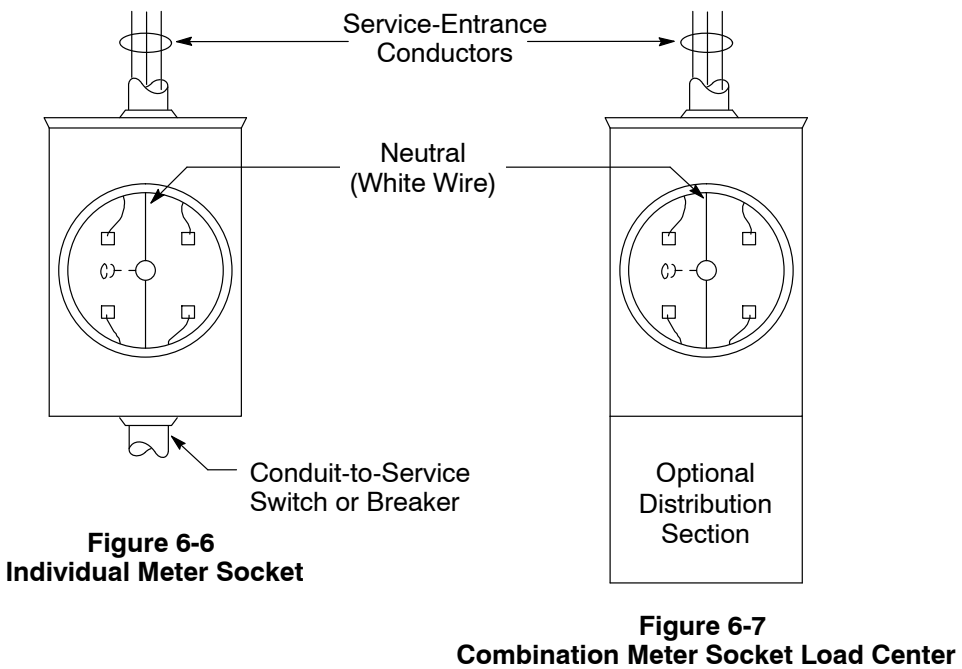 Service-Entrance
Conductors
Neutral
(White Wire)
Conduit-to-Service
Switch or Breaker
Figure 6-6
Individual Meter Socket
Optional
Distribution
Section
Figure 6-7
Combination Meter Socket Load Center